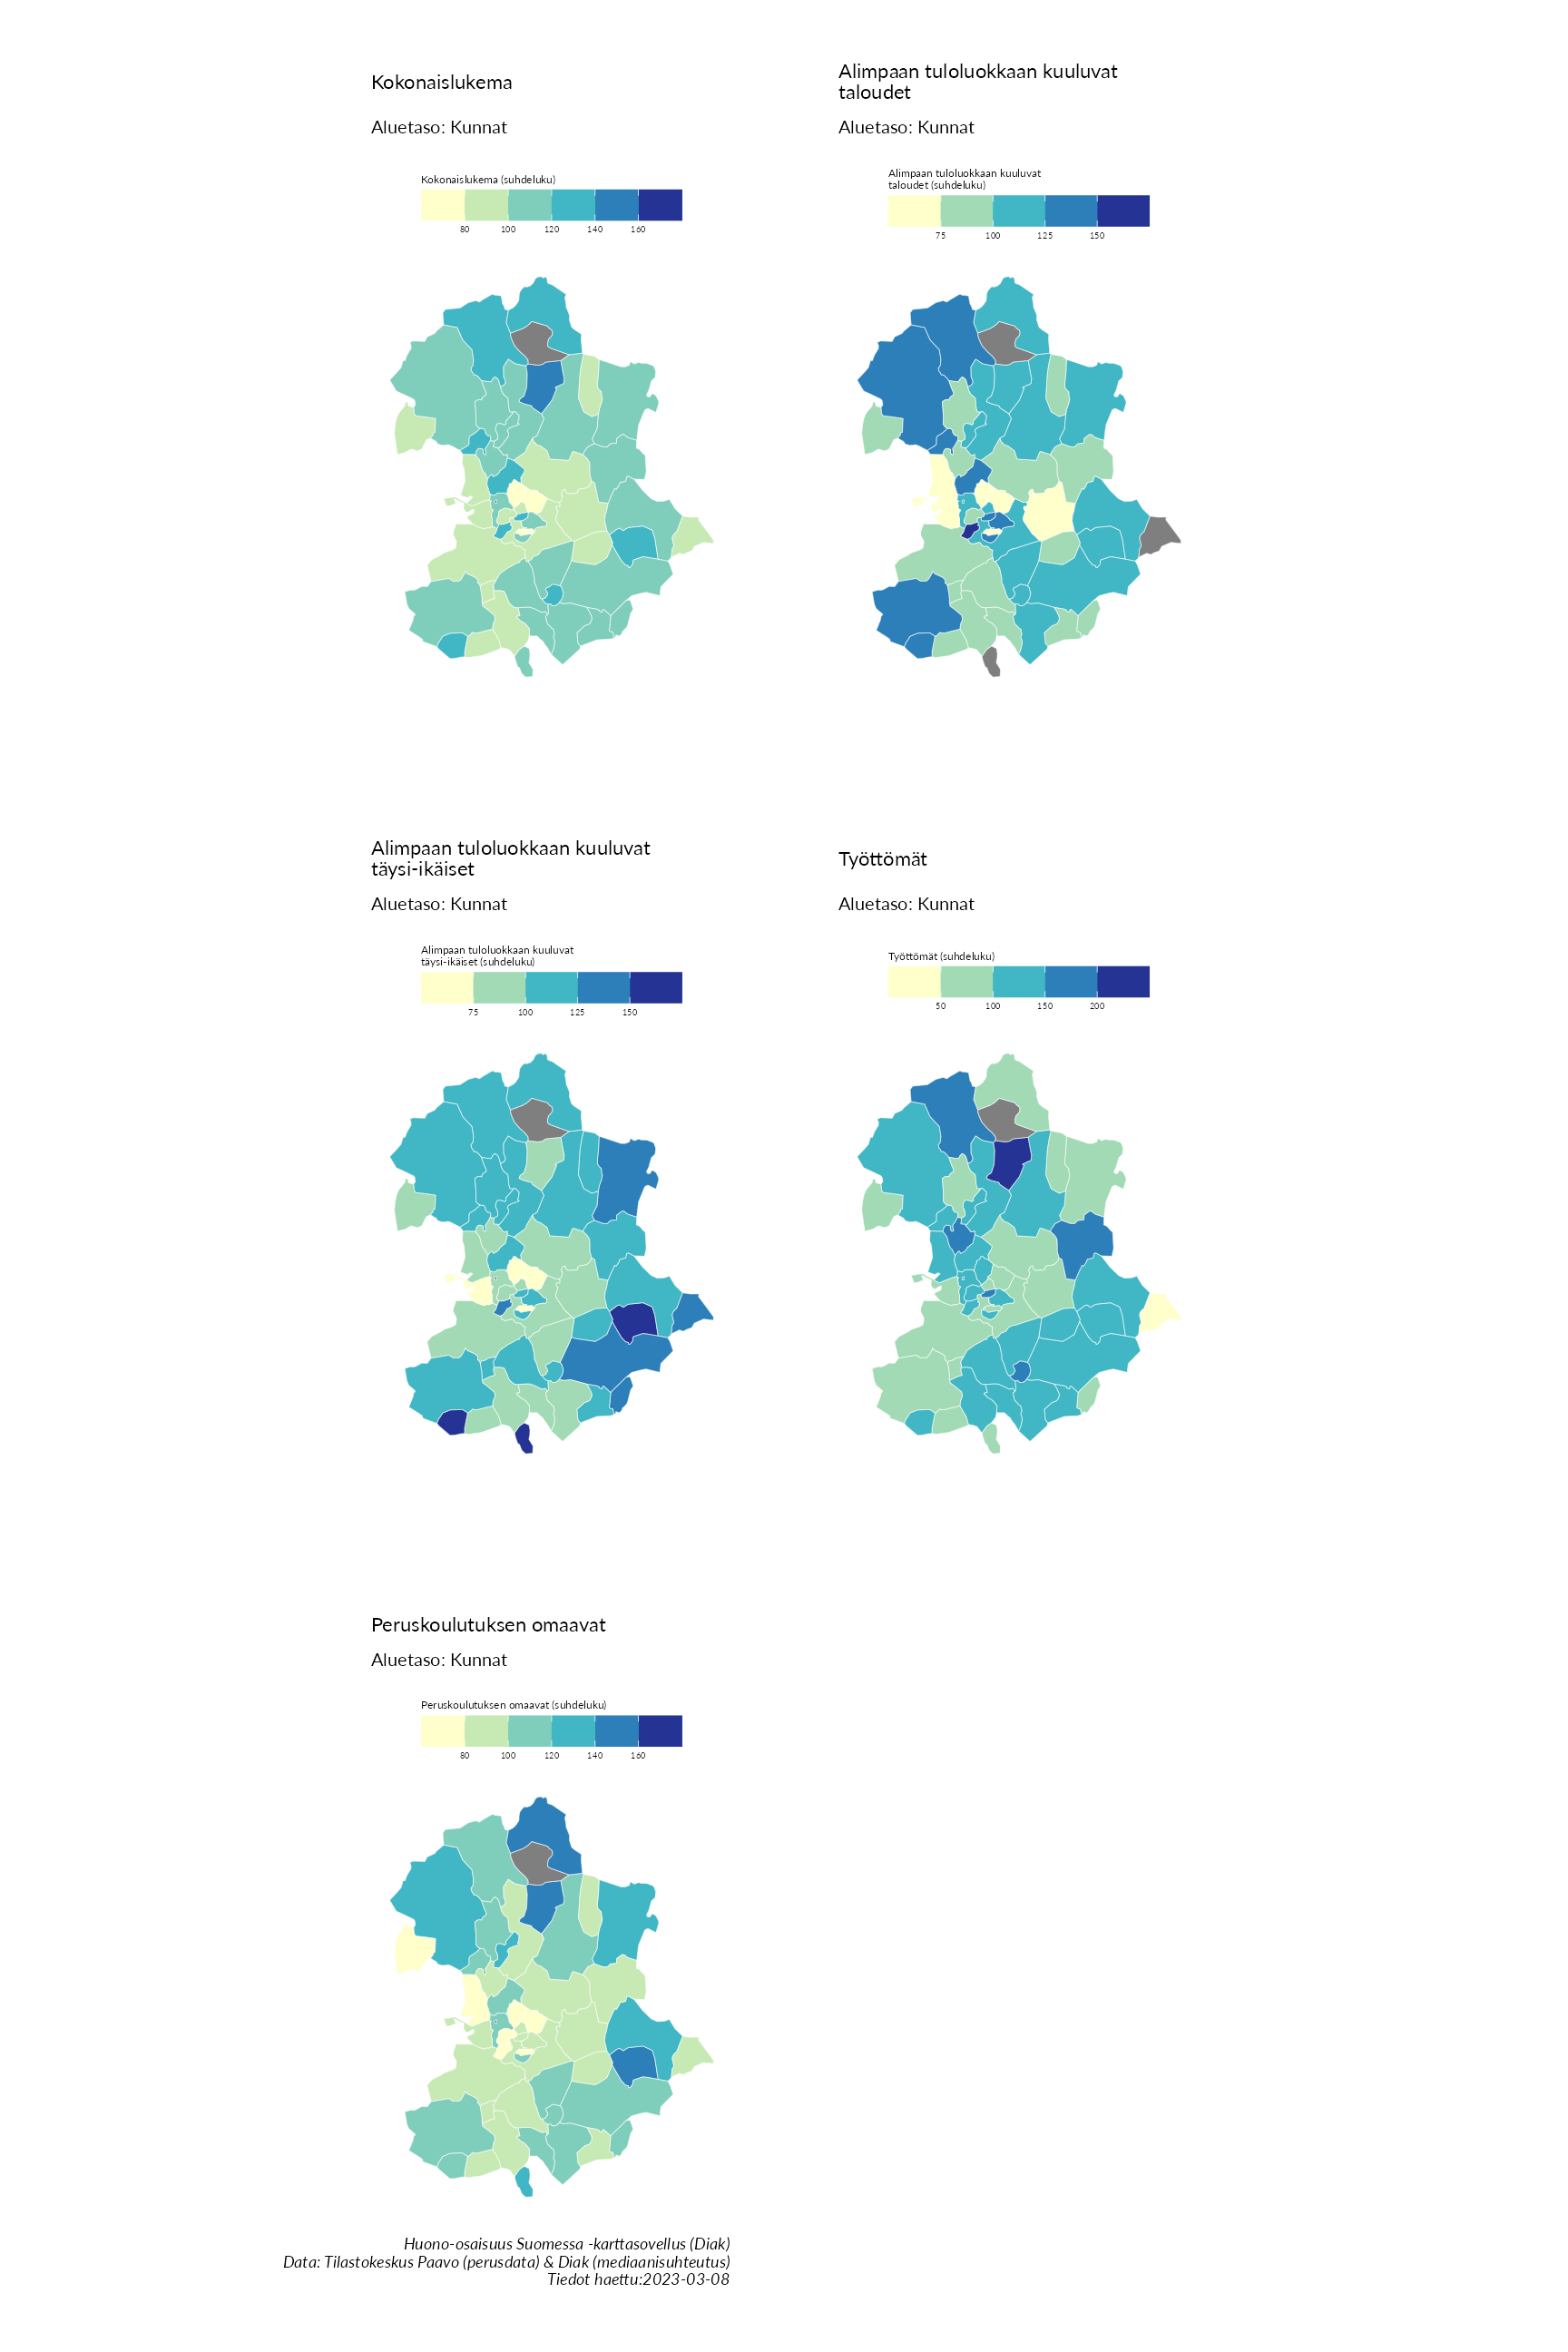 Kokonaislukema
Aluetaso: Kunnat
Kokonaislukema (suhdeluku)
80 100 120 140 160
Alimpaan tuloluokkaan kuuluvat
taloudet
Aluetaso: Kunnat
Alimpaan tuloluokkaan kuuluvat
taloudet (suhdeluku)
75 100 125 150
Alimpaan tuloluokkaan kuuluvat
täysi-ikäiset
Aluetaso: Kunnat
Alimpaan tuloluokkaan kuuluvat
täysi-ikäiset (suhdeluku)
75 100 125 150
Työttömät
Aluetaso: Kunnat
Työttömät (suhdeluku)
50 100 150 200
Peruskoulutuksen omaavat
Aluetaso: Kunnat
Peruskoulutuksen omaavat (suhdeluku)
80 100 120 140 160
Huono-osaisuus Suomessa -karttasovellus (Diak)
Data: Tilastokeskus Paavo (perusdata) & Diak (mediaanisuhteutus)
Tiedot haettu:2023-03-08